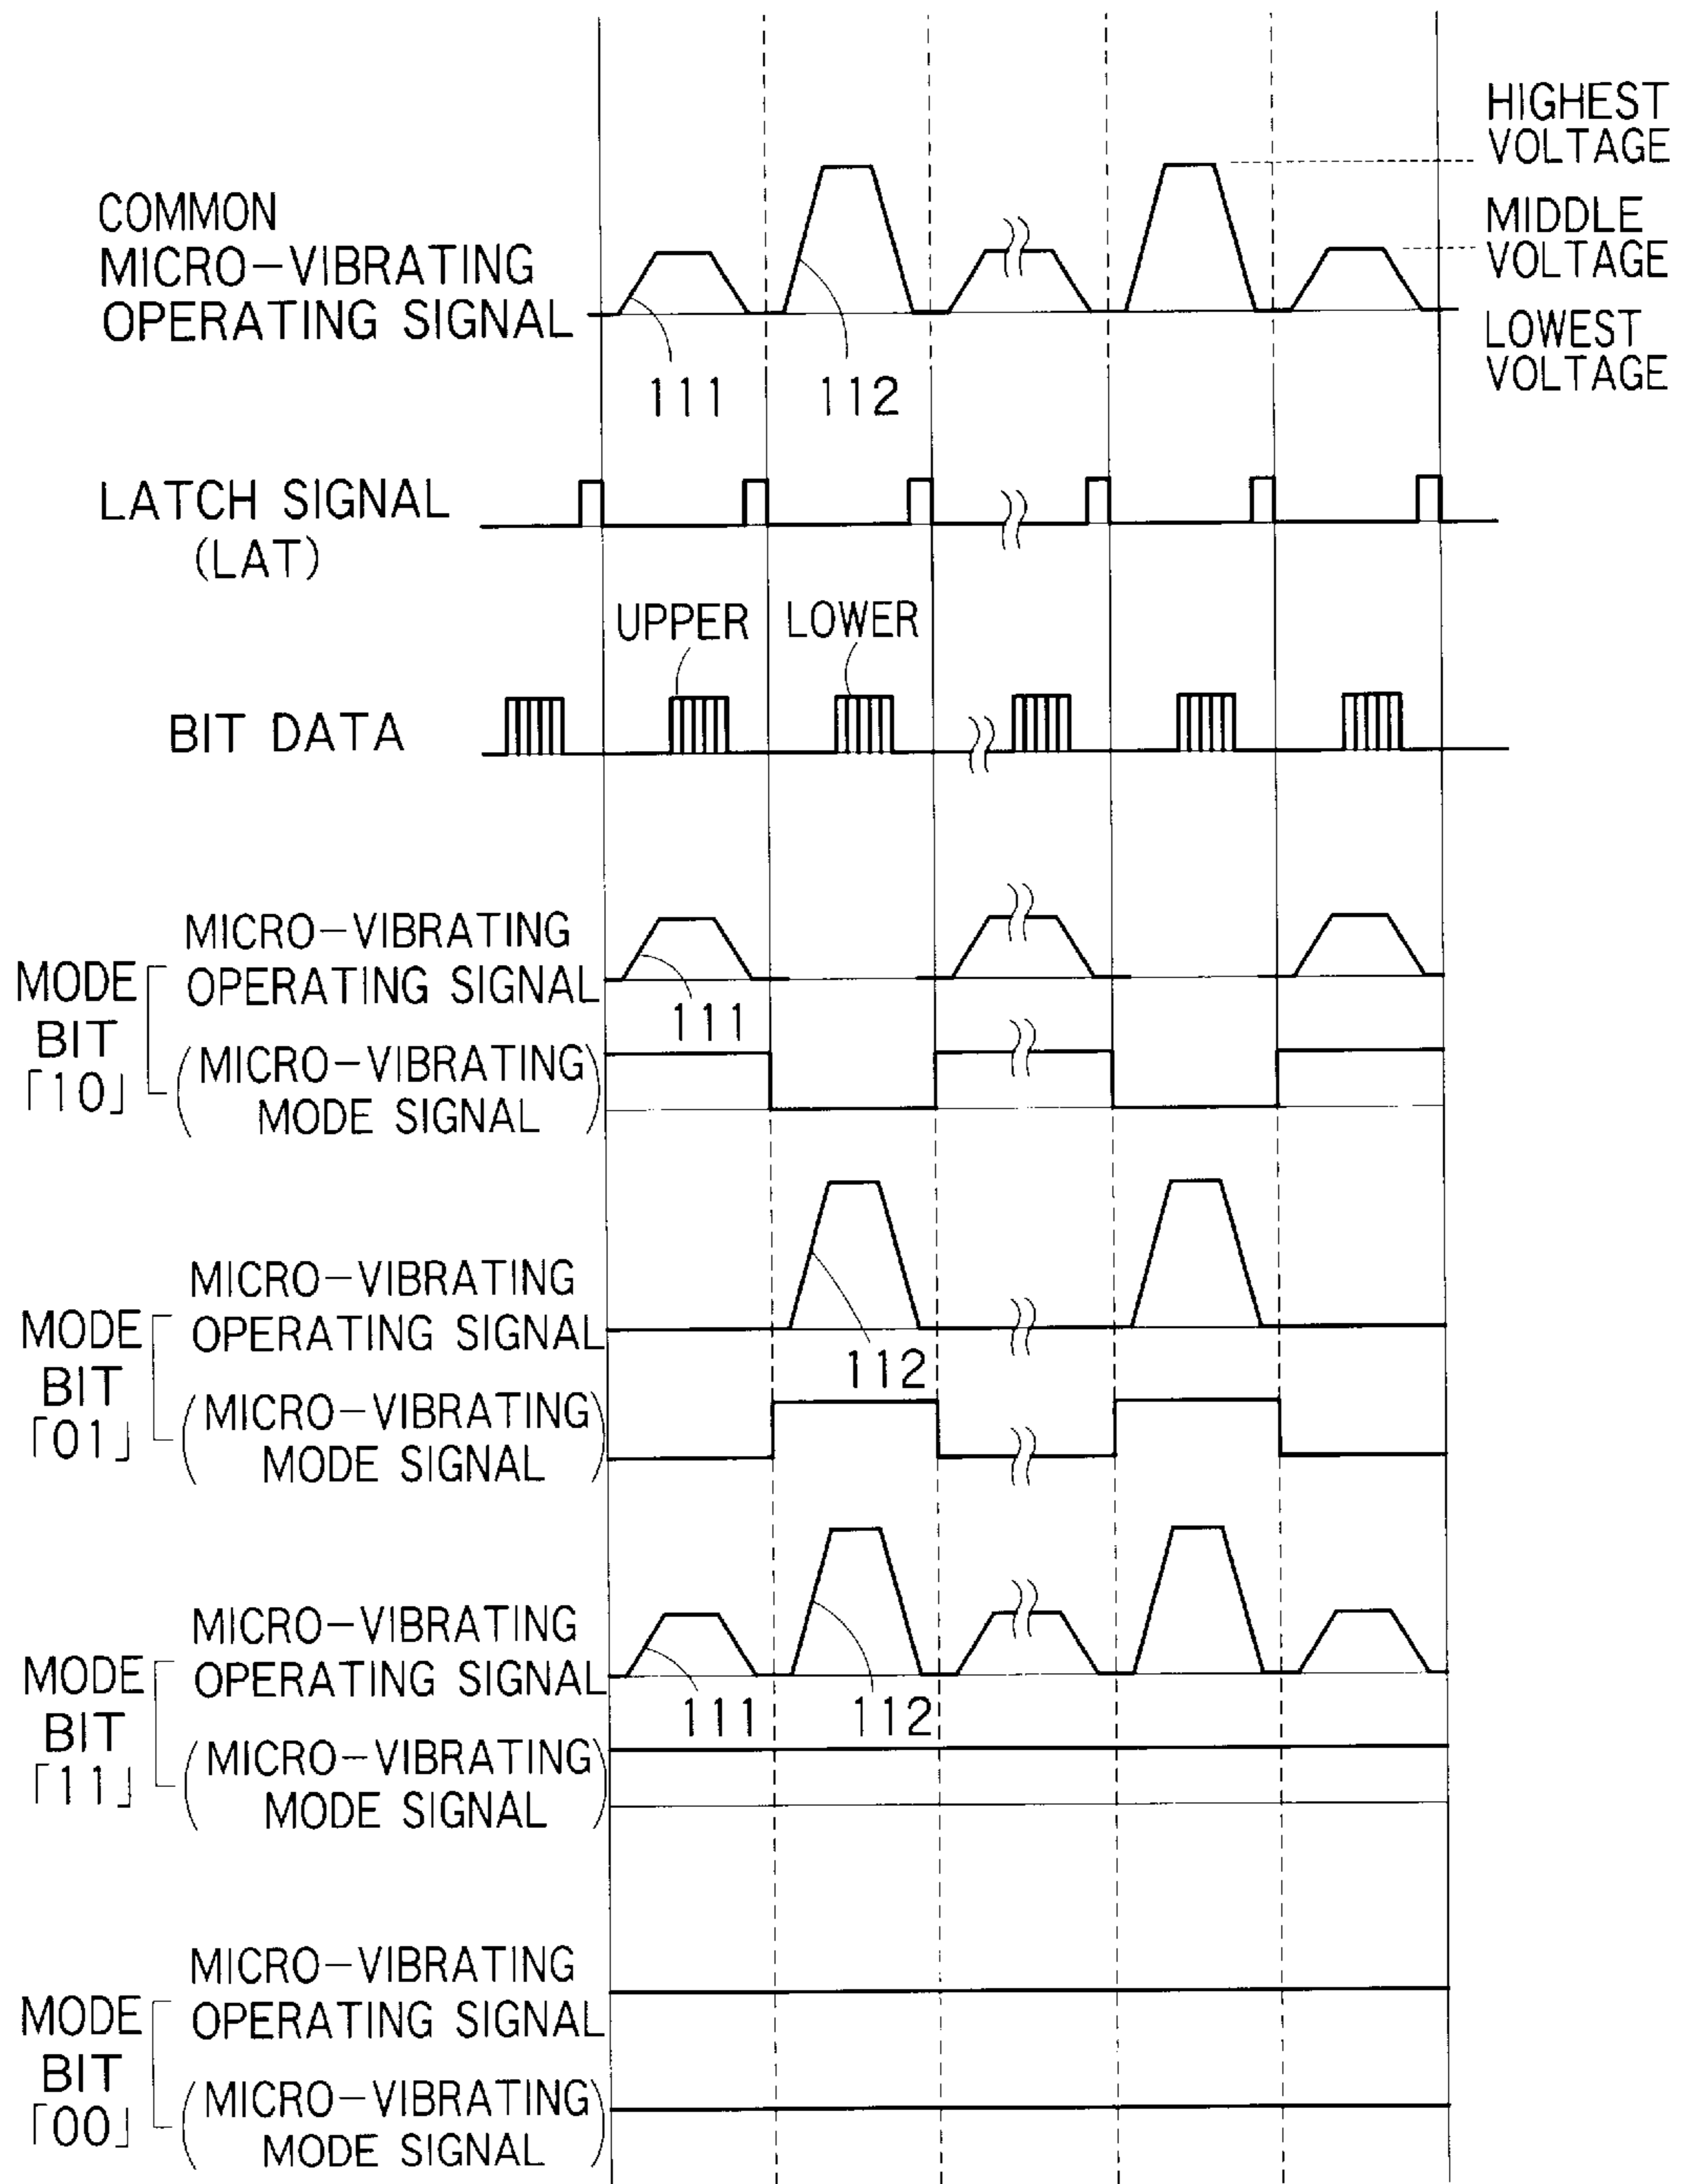 HIGHEST
VOLTAGE
COMMON
MICRO-VIBRATING
OPERATING SIGNAL
MIDDLE
VOLTAGE
LOWEST
VOLTAGE
111
112
LATCH SIGNAL
(LAT)
UPPER
LOWER
BIT DATA
MODE
BIT
「10」
MICRO-VIBRATING
OPERATING SIGNAL
111
(MICRO-VIBRATING
MODE SIGNAL)
MODE
BIT
「01」
MICRO-VIBRATING
OPERATING SIGNAL
112
(MICRO-VIBRATING
MODE SIGNAL)
MODE
BIT
「11」
MICRO-VIBRATING
OPERATING SIGNAL
111
112
(MICRO-VIBRATING
MODE SIGNAL)
MODE
BIT
「00」
MICRO-VIBRATING
OPERATING SIGNAL
(MICRO-VIBRATING
MODE SIGNAL)